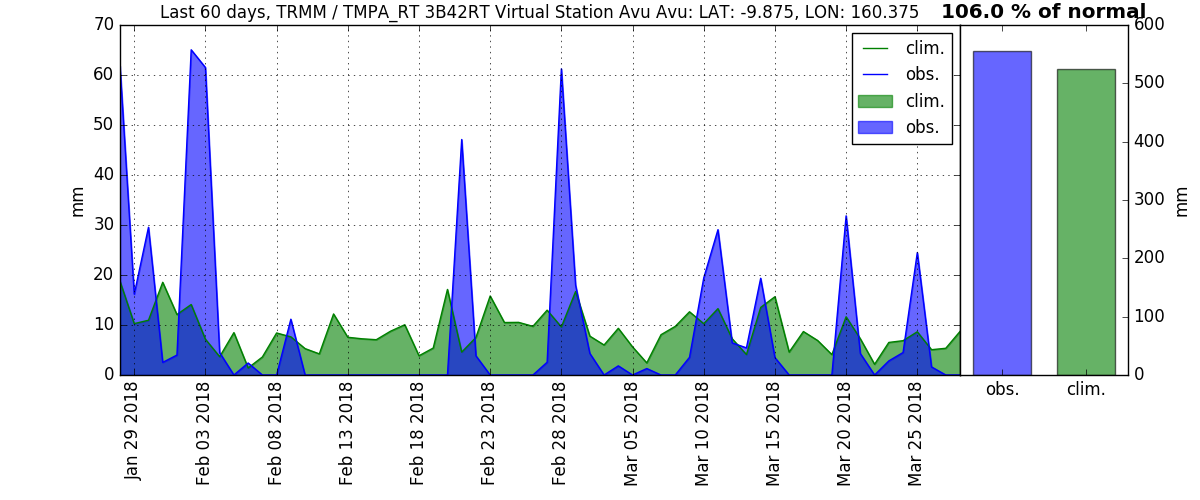 Last 60 days, TRMM / TMPA_RT 3B42RT Virtual Station Avu Avu: LAT: -9.875, LON: 160.375
106.0 % of normal
70
60
50
40
30
20
10
0
mm
clim.
obs.
clim.
obs.
600
500
400
300
200
100
0
mm
obs.
clim.
Jan 29 2018
Feb 03 2018
Feb 08 2018
Feb 13 2018
Feb 18 2018
Feb 23 2018
Feb 28 2018
Mar 05 2018
Mar 10 2018
Mar 15 2018
Mar 20 2018
Mar 25 2018